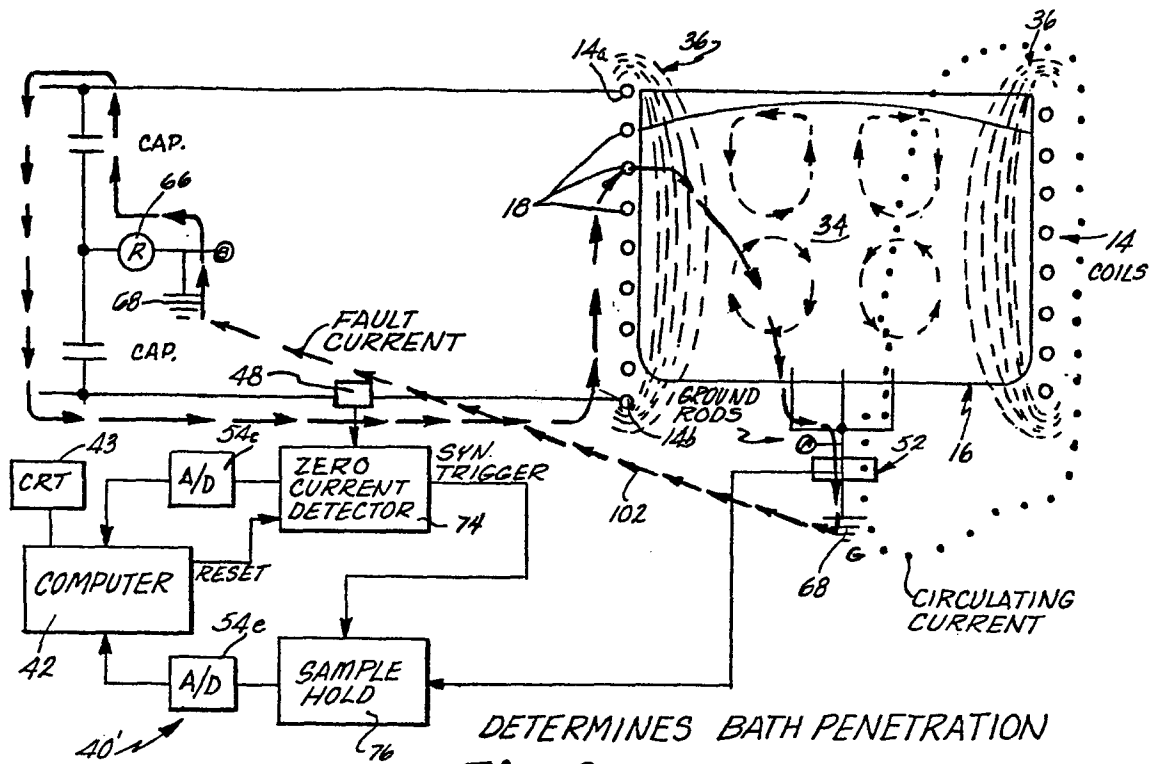 14a
36
36
CAP.
66
R
B
18
34
14
COILS
68
FAULT
CURRENT
CAP.
48
GROUND
RODS
14b
A
52
16
43
CRT
54e
A/D
ZERO
CURRENT
DETECTOR
74
SYN.
TRIGGER
102
68
G
CIRCULATING
CURRENT
COMPUTER
42
RESET
54e
A/D
SAMPLE
HOLD
76
40'
DETERMINES BATH PENETRATION